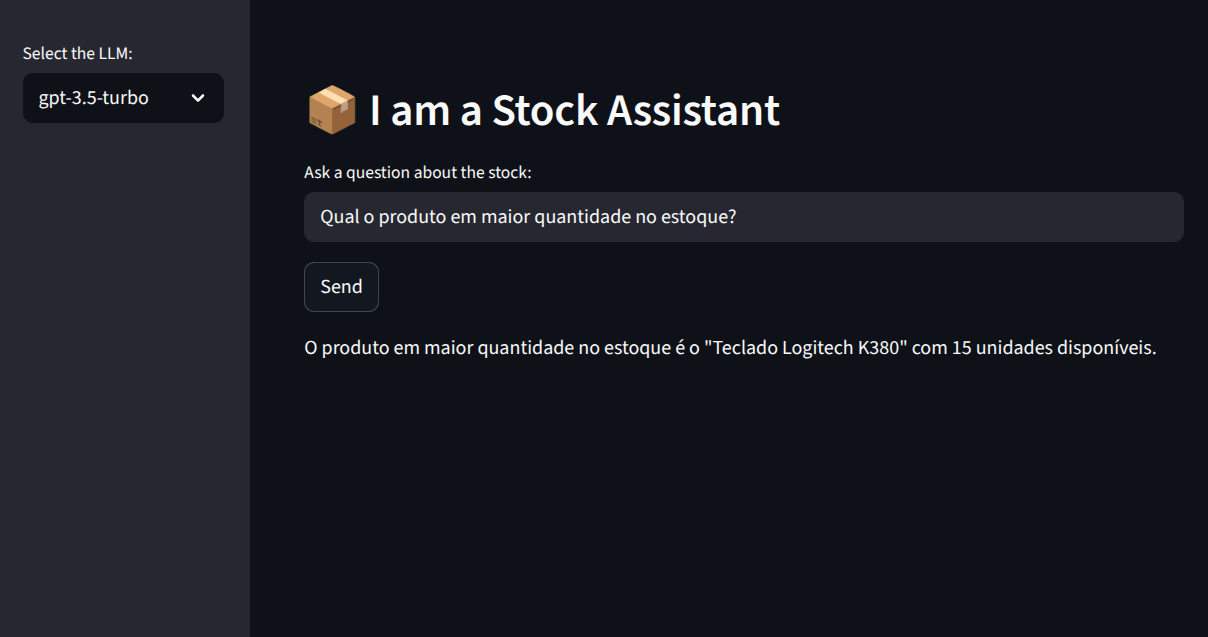 Select the LLM:
gpt-3.5-turbo
I am a Stock Assistant
Ask a question about the stock:
Qual o produto em maior quantidade no estoque?
Send
O produto em maior quantidade no estoque é o "Teclado Logitech K380" com 15 unidades disponíveis.